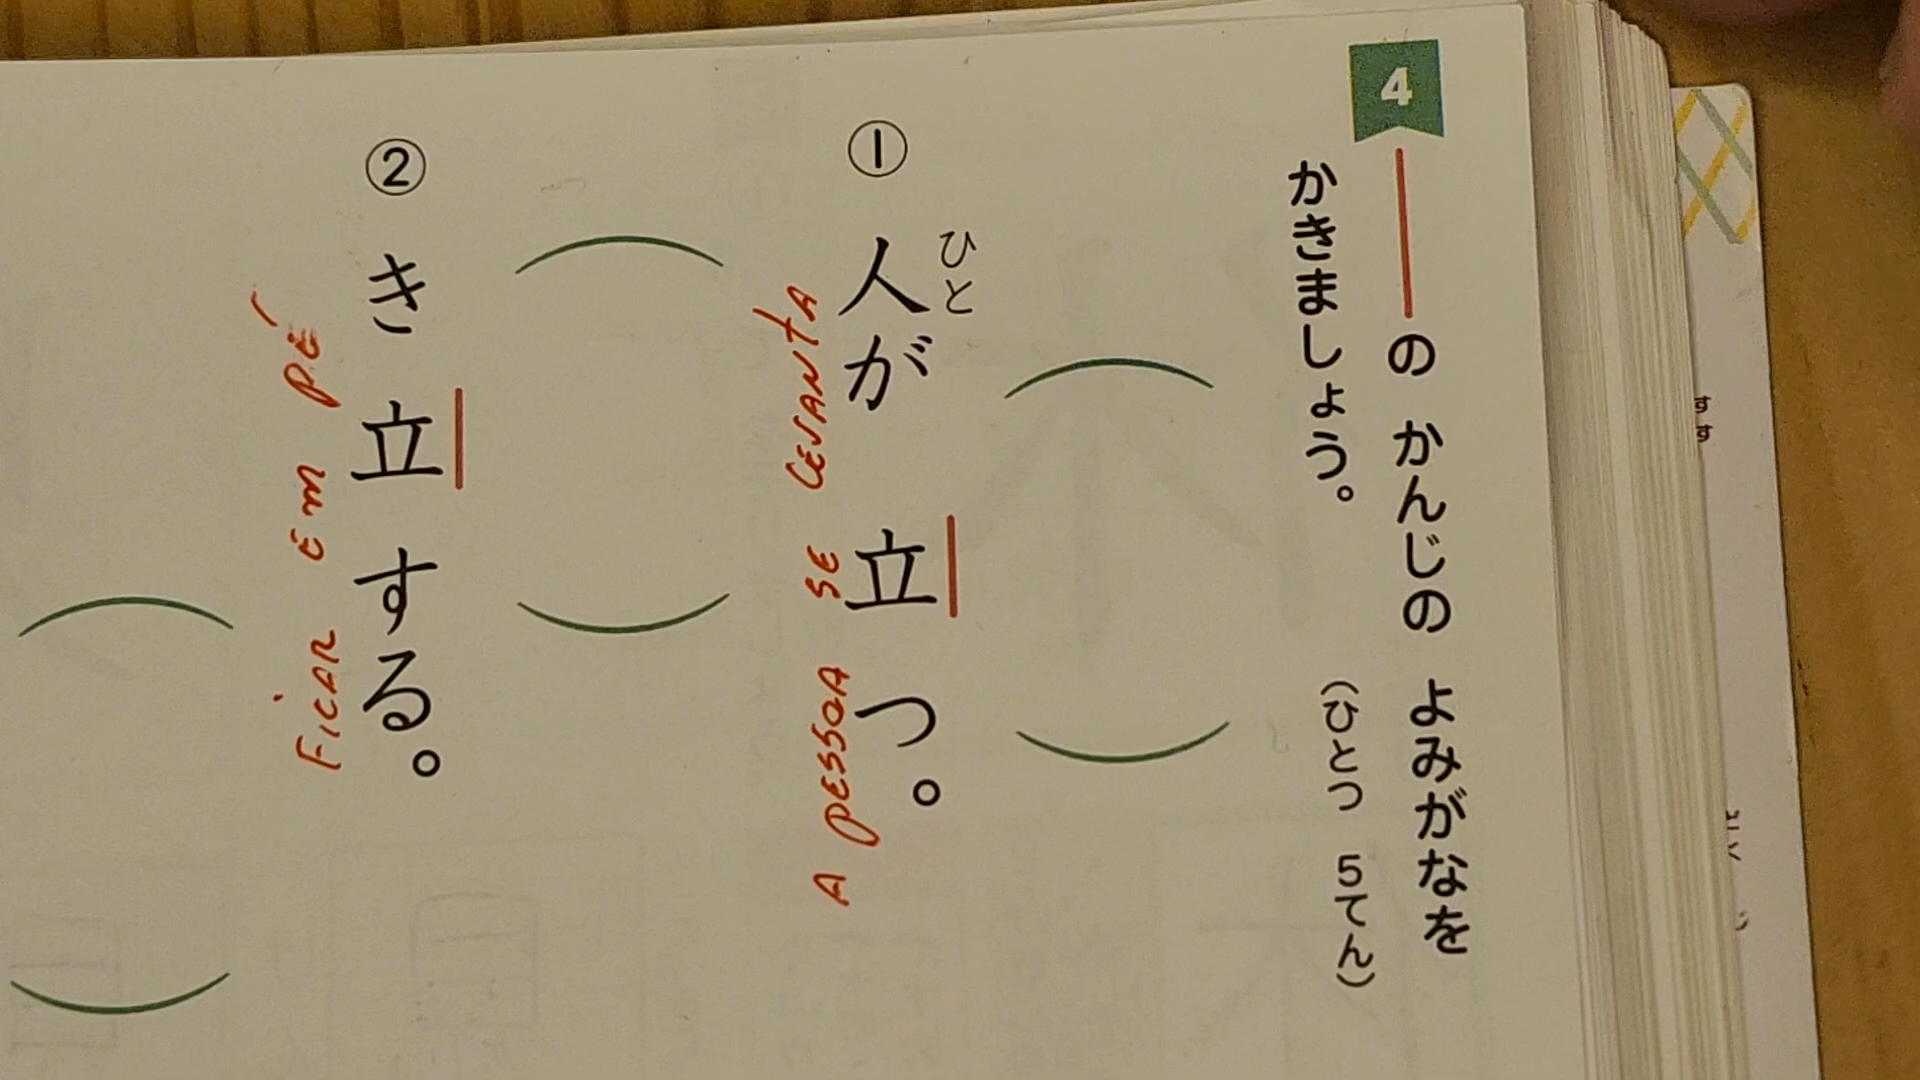 4
──の かんじの よみがなを
かきましょう。
(ひとつ 5てん)
① 人が 立つ。
ひと
A PESSOA SE LEVANTA
② き立する。
FICAR EM PÉ